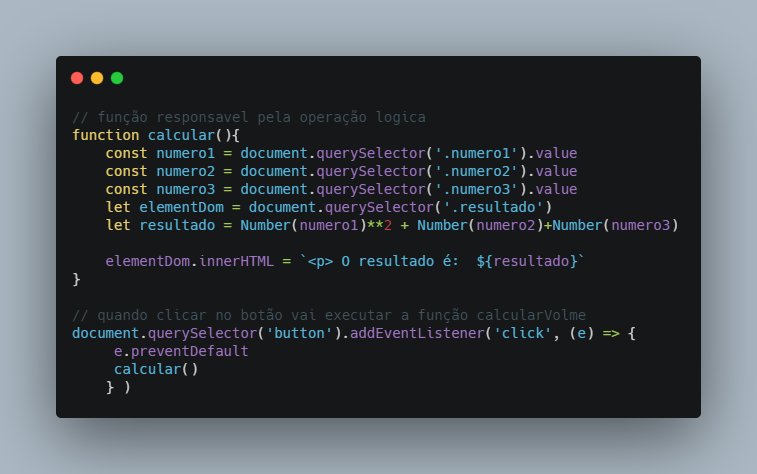 // função responsavel pela operação logica
function calcular(){
    const numero1 = document.querySelector('.numero1').value
    const numero2 = document.querySelector('.numero2').value
    const numero3 = document.querySelector('.numero3').value
    let elementDom = document.querySelector('.resultado')
    let resultado = Number(numero1)**2 + Number(numero2)+Number(numero3)
    elementDom.innerHTML = `<p> O resultado é:  ${resultado}`
}
// quando clicar no botão vai executar a função calcularVolme
document.querySelector('button').addEventListener('click', (e) => {
     e.preventDefault
     calcular()
    } )